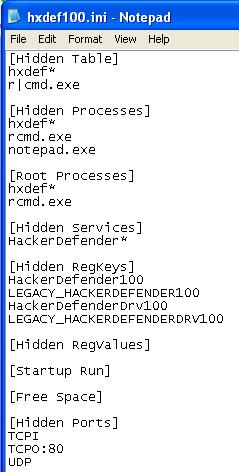 hxdef100.ini - Notepad
File Edit Format View Help
[Hidden Table]
hxdef*
r|cmd.exe
[Hidden Processes]
hxdef*
rcmd.exe
notepad.exe
[Root Processes]
hxdef*
rcmd.exe
[Hidden Services]
HackerDefender*
[Hidden RegKeys]
HackerDefender100
LEGACY_HACKERDEFENDER100
HackerDefenderDrv100
LEGACY_HACKERDEFENDERDRV100
[Hidden RegValues]
[Startup Run]
[Free Space]
[Hidden Ports]
TCPI
TCPO:80
UDP